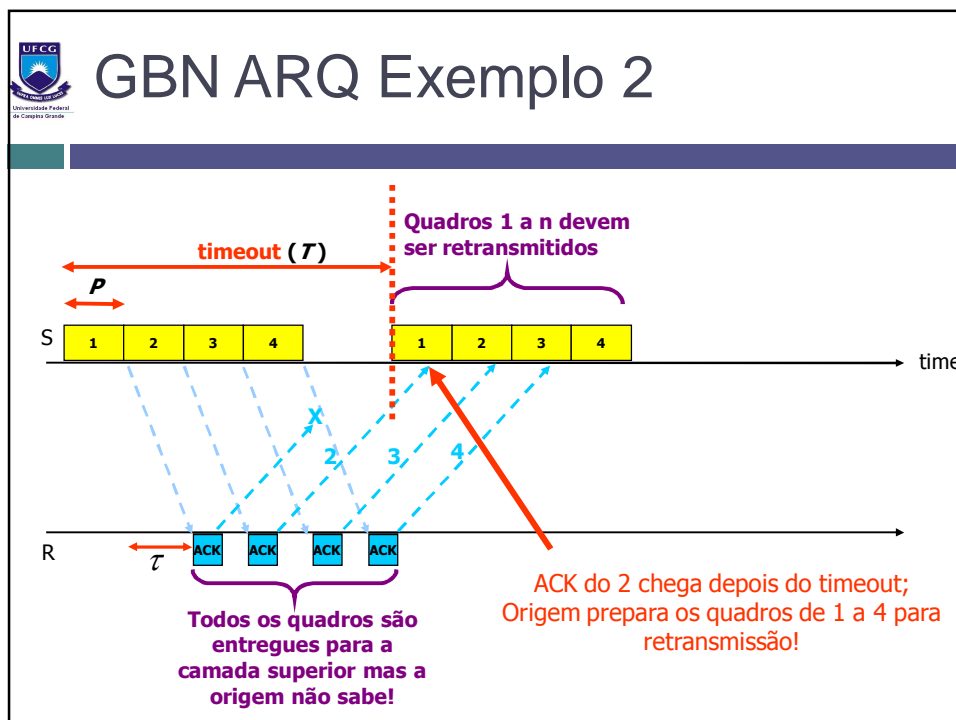 UFCG
Universidade Federal
de Campina Grande
GBN ARQ Exemplo 2
Quadros 1 a n devem
ser retransmitidos
timeout (T)
P
S
1 2 3 4
1 2 3 4
time
X
2
3
4
R
τ
ACK ACK ACK ACK
Todos os quadros são
entregues para a
camada superior mas a
origem não sabe!
ACK do 2 chega depois do timeout;
Origem prepara os quadros de 1 a 4 para
retransmissão!